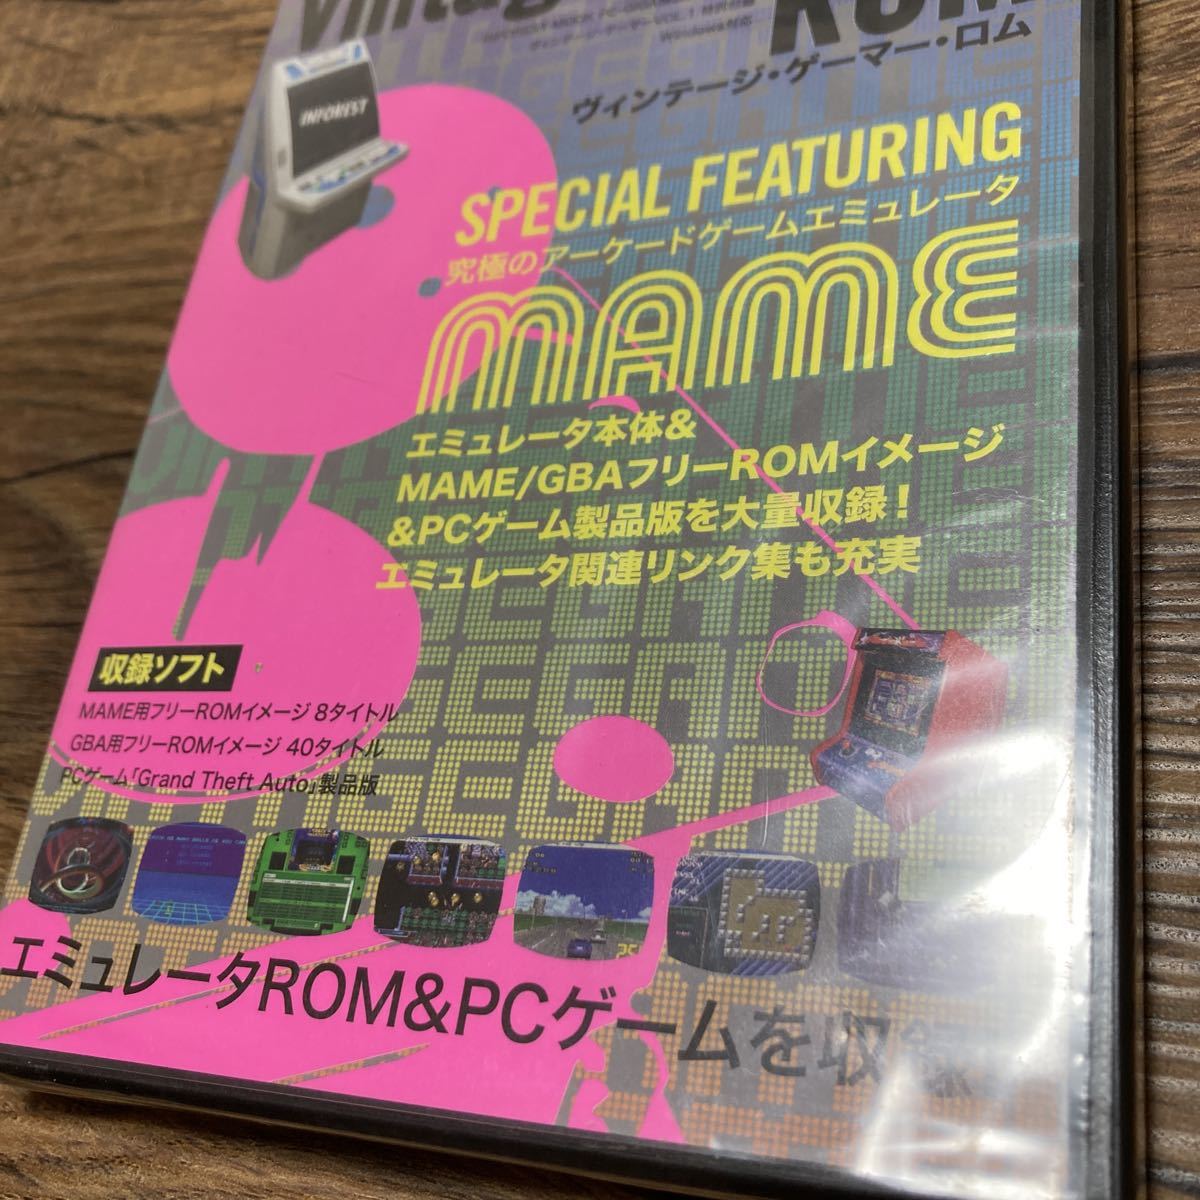 ROM
ヴィンテージ・ゲーマー・ロム
INFOREST
SPECIAL FEATURING
究極のアーケードゲームエミュレータ
MAME
エミュレータ本体&
MAME/GBAフリーROMイメージ
&PCゲーム製品版を大量収録！
エミュレータ関連リンク集も充実
収録ソフト
MAME用フリーROMイメージ 8タイトル
GBA用フリーROMイメージ 40タイトル
PCゲーム「Grand Theft Auto」製品版
エミュレータROM&PCゲームを収録